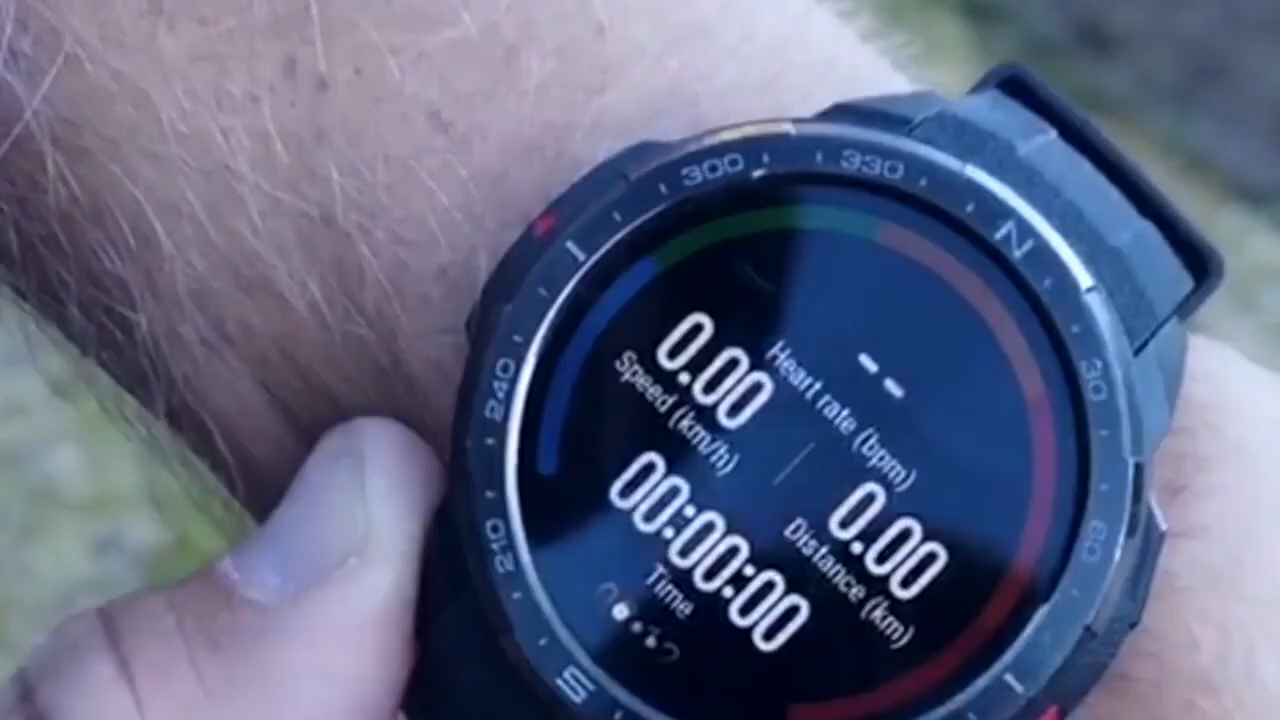 300
330
N
30
60
240
210
S
--
Heart rate (bpm)
0.00
Speed (km/h)
0.00
Distance (km)
00:00:00
Time